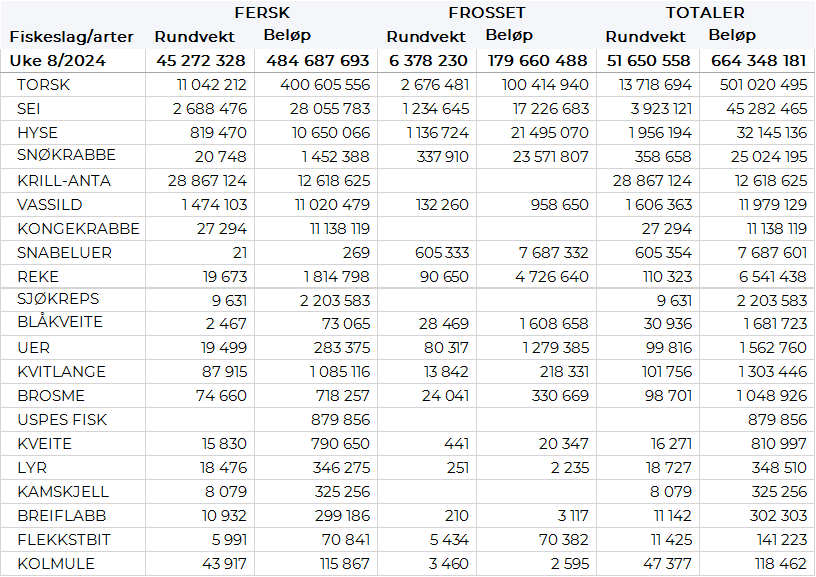 FERSK FROSSET TOTALER
Fiskeslag/arter Rundvekt Beløp Rundvekt Beløp Rundvekt Beløp
Uke 8/2024 45 272 328 484 687 693 6 378 230 179 660 488 51 650 558 664 348 181
TORSK 11 042 212 400 605 556 2 676 481 100 414 940 13 718 694 501 020 495
SEI 2 688 476 28 055 783 1 234 645 17 226 683 3 923 121 45 282 465
HYSE 819 470 10 650 066 1 136 724 21 495 070 1 956 194 32 145 136
SNØKRABBE 20 748 1 452 388 337 910 23 571 807 358 658 25 024 195
KRILL-ANTA 28 867 124 12 618 625 28 867 124 12 618 625
VASSILD 1 474 103 11 020 479 132 260 958 650 1 606 363 11 979 129
KONGEKRABBE 27 294 11 138 119 27 294 11 138 119
SNABELUER 21 269 605 333 7 687 332 605 354 7 687 601
REKE 19 673 1 814 798 90 650 4 726 640 110 323 6 541 438
SJØKREPS 9 631 2 203 583 9 631 2 203 583
BLÅKVEITE 2 467 73 065 28 469 1 608 658 30 936 1 681 723
UER 19 499 283 375 80 317 1 279 385 99 816 1 562 760
KVITLANGE 87 915 1 085 116 13 842 218 331 101 756 1 303 446
BROSME 74 660 718 257 24 041 330 669 98 701 1 048 926
USPES FISK 879 856 879 856
KVEITE 15 830 790 650 441 20 347 16 271 810 997
LYR 18 476 346 275 251 2 235 18 727 348 510
KAMSKJELL 8 079 325 256 8 079 325 256
BREIFLABB 10 932 299 186 210 3 117 11 142 302 303
FLEKKSTBIT 5 991 70 841 5 434 70 382 11 425 141 223
KOLMULE 43 917 115 867 3 460 2 595 47 377 118 462